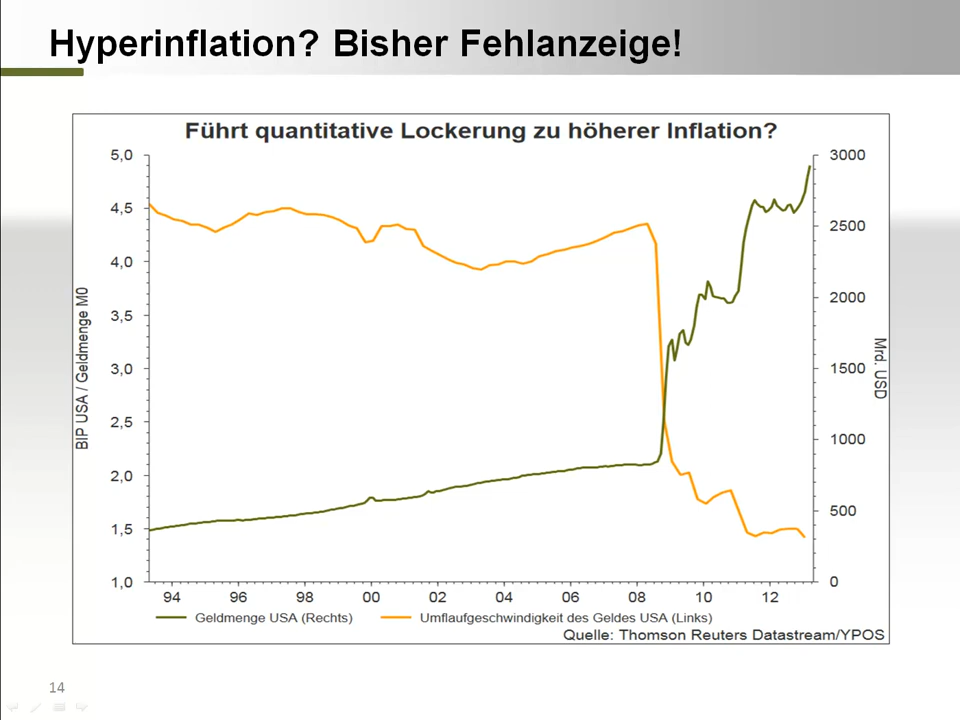 Hyperinflation? Bisher Fehlanzeige!
Führt quantitative Lockerung zu höherer Inflation?
5,0
4,5
4,0
3,5
3,0
2,5
2,0
1,5
1,0
BIP USA / Geldmenge M0
3000
2500
2000
1500
1000
500
0
Mrd. USD
94 96 98 00 02 04 06 08 10 12
Geldmenge USA (Rechts) Umflaufgeschwindigkeit des Geldes USA (Links)
Quelle: Thomson Reuters Datastream/YPOS
14